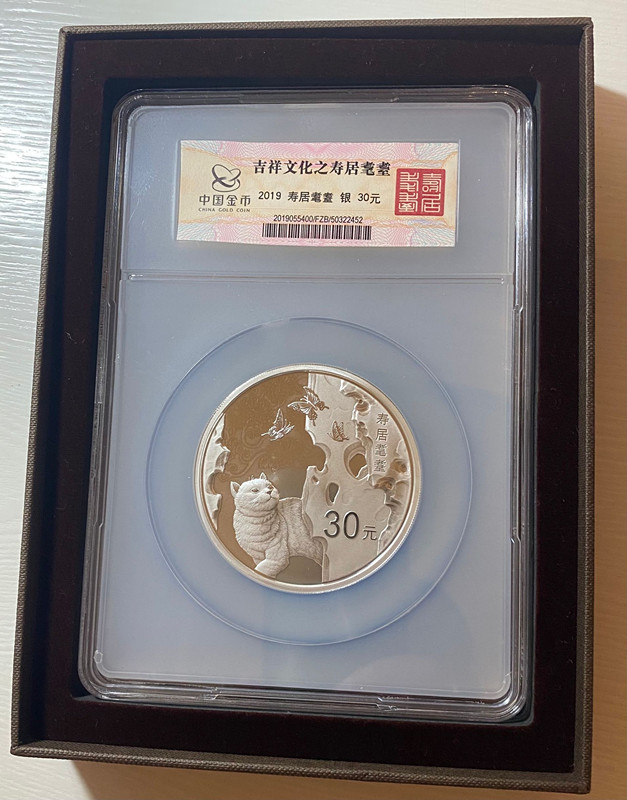 吉祥文化之寿居耄耋
中国金币
CHINA GOLD COIN
2019 寿居耄耋 银 30元
壽居耄耋
2019055400/FZB/50322452
寿居耄耋
30元